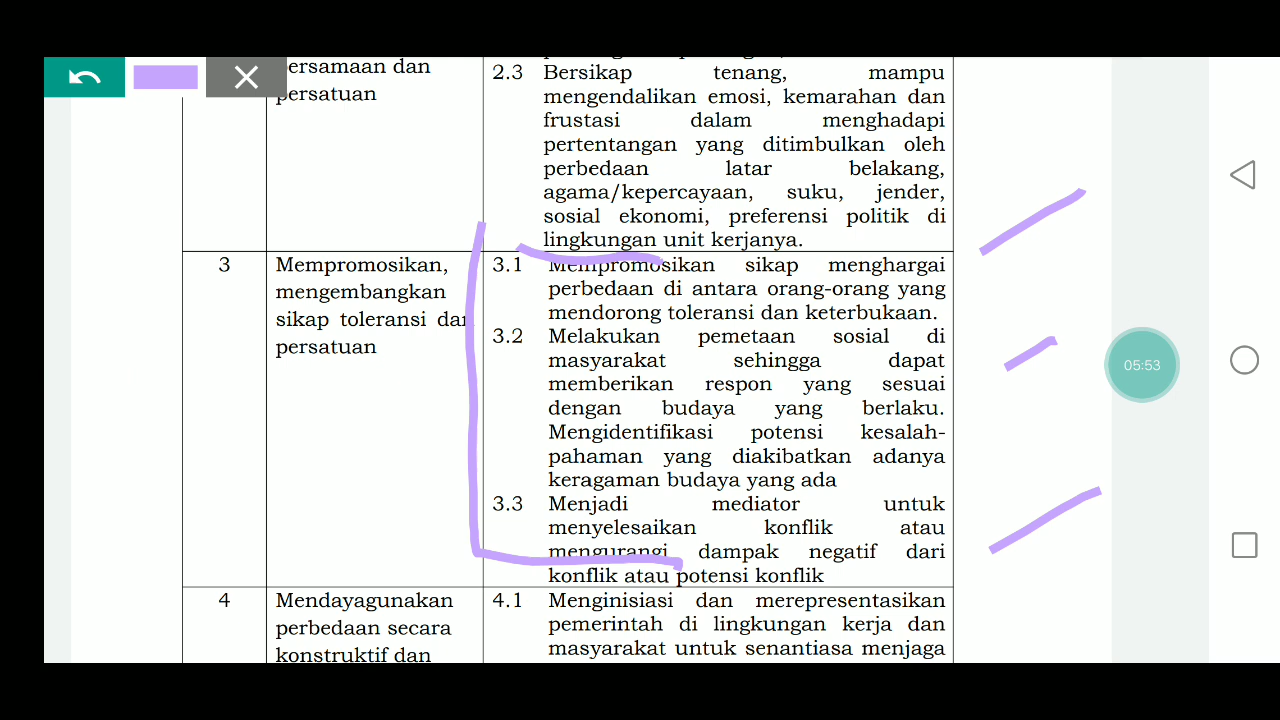 ersamaan dan
persatuan
2.3 Bersikap tenang, mampu
mengendalikan emosi, kemarahan dan
frustasi dalam menghadapi
pertentangan yang ditimbulkan oleh
perbedaan latar belakang,
agama/kepercayaan, suku, jender,
sosial ekonomi, preferensi politik di
lingkungan unit kerjanya.
3
Mempromosikan,
mengembangkan
sikap toleransi dan
persatuan
3.1 Mempromosikan sikap menghargai
perbedaan di antara orang-orang yang
mendorong toleransi dan keterbukaan.
3.2 Melakukan pemetaan sosial di
masyarakat sehingga dapat
memberikan respon yang sesuai
dengan budaya yang berlaku.
Mengidentifikasi potensi kesalah-
pahaman yang diakibatkan adanya
keragaman budaya yang ada
3.3 Menjadi mediator untuk
menyelesaikan konflik atau
mengurangi dampak negatif dari
konflik atau potensi konflik
4
Mendayagunakan
perbedaan secara
konstruktif dan
4.1 Menginisiasi dan merepresentasikan
pemerintah di lingkungan kerja dan
masyarakat untuk senantiasa menjaga
05:53